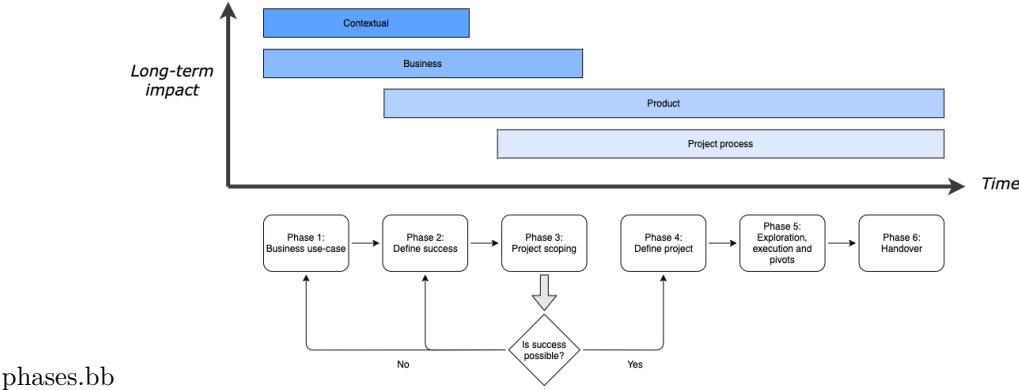 Contextual
Business
Long-term
impact
Product
Project process
Time
Phase 1:
Business use-case
Phase 2:
Define success
Phase 3:
Project scoping
Phase 4:
Define project
Phase 5:
Exploration,
execution and
pivots
Phase 6:
Handover
Is success
possible?
No
Yes
phases.bb